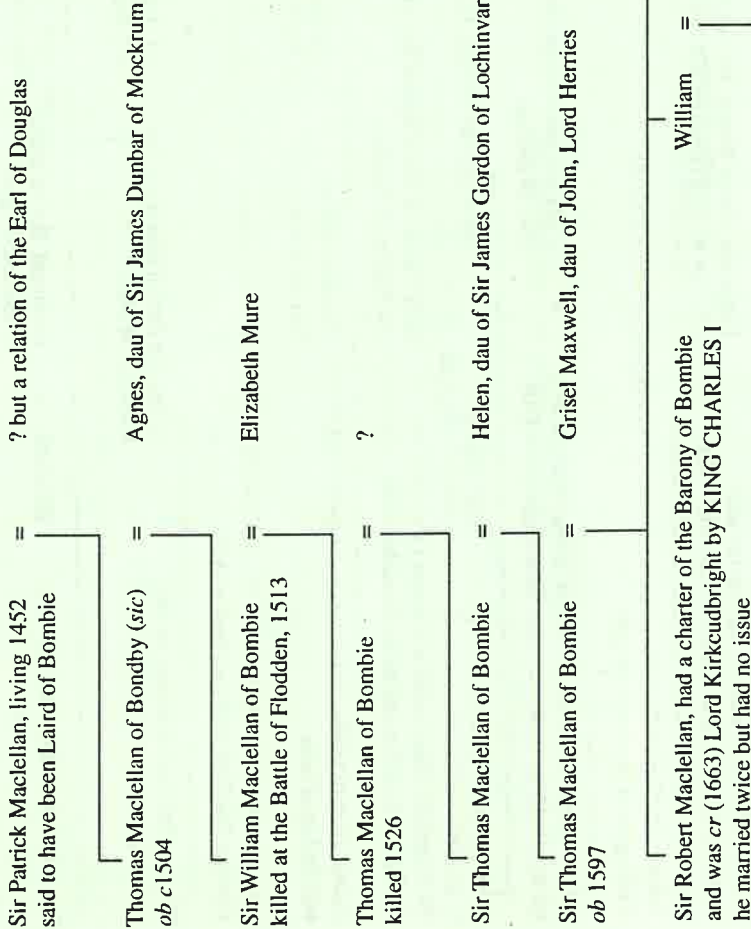 Sir Patrick Maclellan, living 1452 = ? but a relation of the Earl of Douglas
said to have been Laird of Bombie
Thomas Maclellan of Bondby (sic) = Agnes, dau of Sir James Dunbar of Mockrum
ob c1504
Sir William Maclellan of Bombie = Elizabeth Mure
killed at the Battle of Flodden, 1513
Thomas Maclellan of Bombie = ?
killed 1526
Sir Thomas Maclellan of Bombie = Helen, dau of Sir James Gordon of Lochinvar
Sir Thomas Maclellan of Bombie = Grisel Maxwell, dau of John, Lord Herries
ob 1597
Sir Robert Maclellan, had a charter of the Barony of Bombie William =
and was cr (1663) Lord Kirkcudbright by KING CHARLES I
he married twice but had no issue